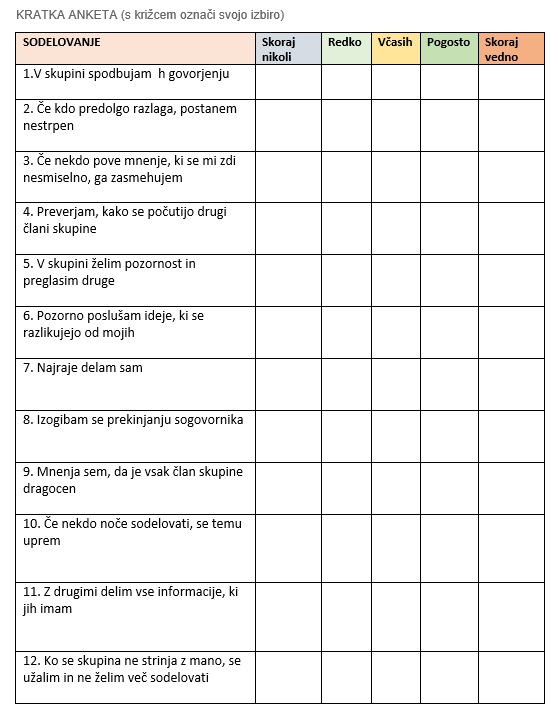 KRATKA ANKETA (s križcem označi svojo izbiro)
SODELOVANJE
Skoraj
nikoli
Redko
Včasih
Pogosto
Skoraj
vedno
1.V skupini spodbujam  h govorjenju
2. Če kdo predolgo razlaga, postanem
nestrpen
3. Če nekdo pove mnenje, ki se mi zdi
nesmiselno, ga zasmehujem
4. Preverjam, kako se počutijo drugi
člani skupine
5. V skupini želim pozornost in
preglasim druge
6. Pozorno poslušam ideje, ki se
razlikujejo od mojih
7. Najraje delam sam
8. Izogibam se prekinjanju sogovornika
9. Mnenja sem, da je vsak član skupine
dragocen
10. Če nekdo noče sodelovati, se temu
uprem
11. Z drugimi delim vse informacije, ki
jih imam
12. Ko se skupina ne strinja z mano, se
užalim in ne želim več sodelovati